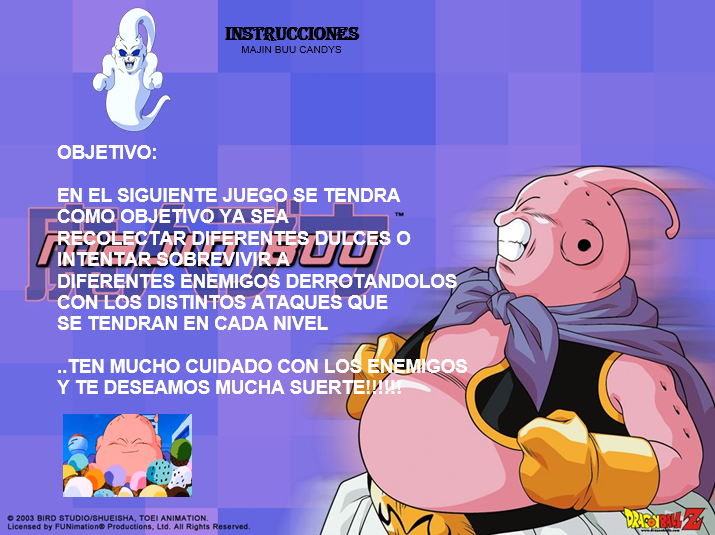 INSTRUCCIONES
MAJIN BUU CANDYS
OBJETIVO:
EN EL SIGUIENTE JUEGO SE TENDRA
COMO OBJETIVO YA SEA
RECOLECTAR DIFERENTES DULCES O
INTENTAR SOBREVIVIR A
DIFERENTES ENEMIGOS DERROTANDOLOS
CON LOS DISTINTOS ATAQUES QUE
SE TENDRAN EN CADA NIVEL
..TEN MUCHO CUIDADO CON LOS ENEMIGOS
Y TE DESEAMOS MUCHA SUERTE!!!!!!
™
MAJIN BUU
© 2003 BIRD STUDIO/SHUEISHA, TOEI ANIMATION.
Licensed by FUNimation® Productions, Ltd. All Rights Reserved.
DRAGON BALL Z